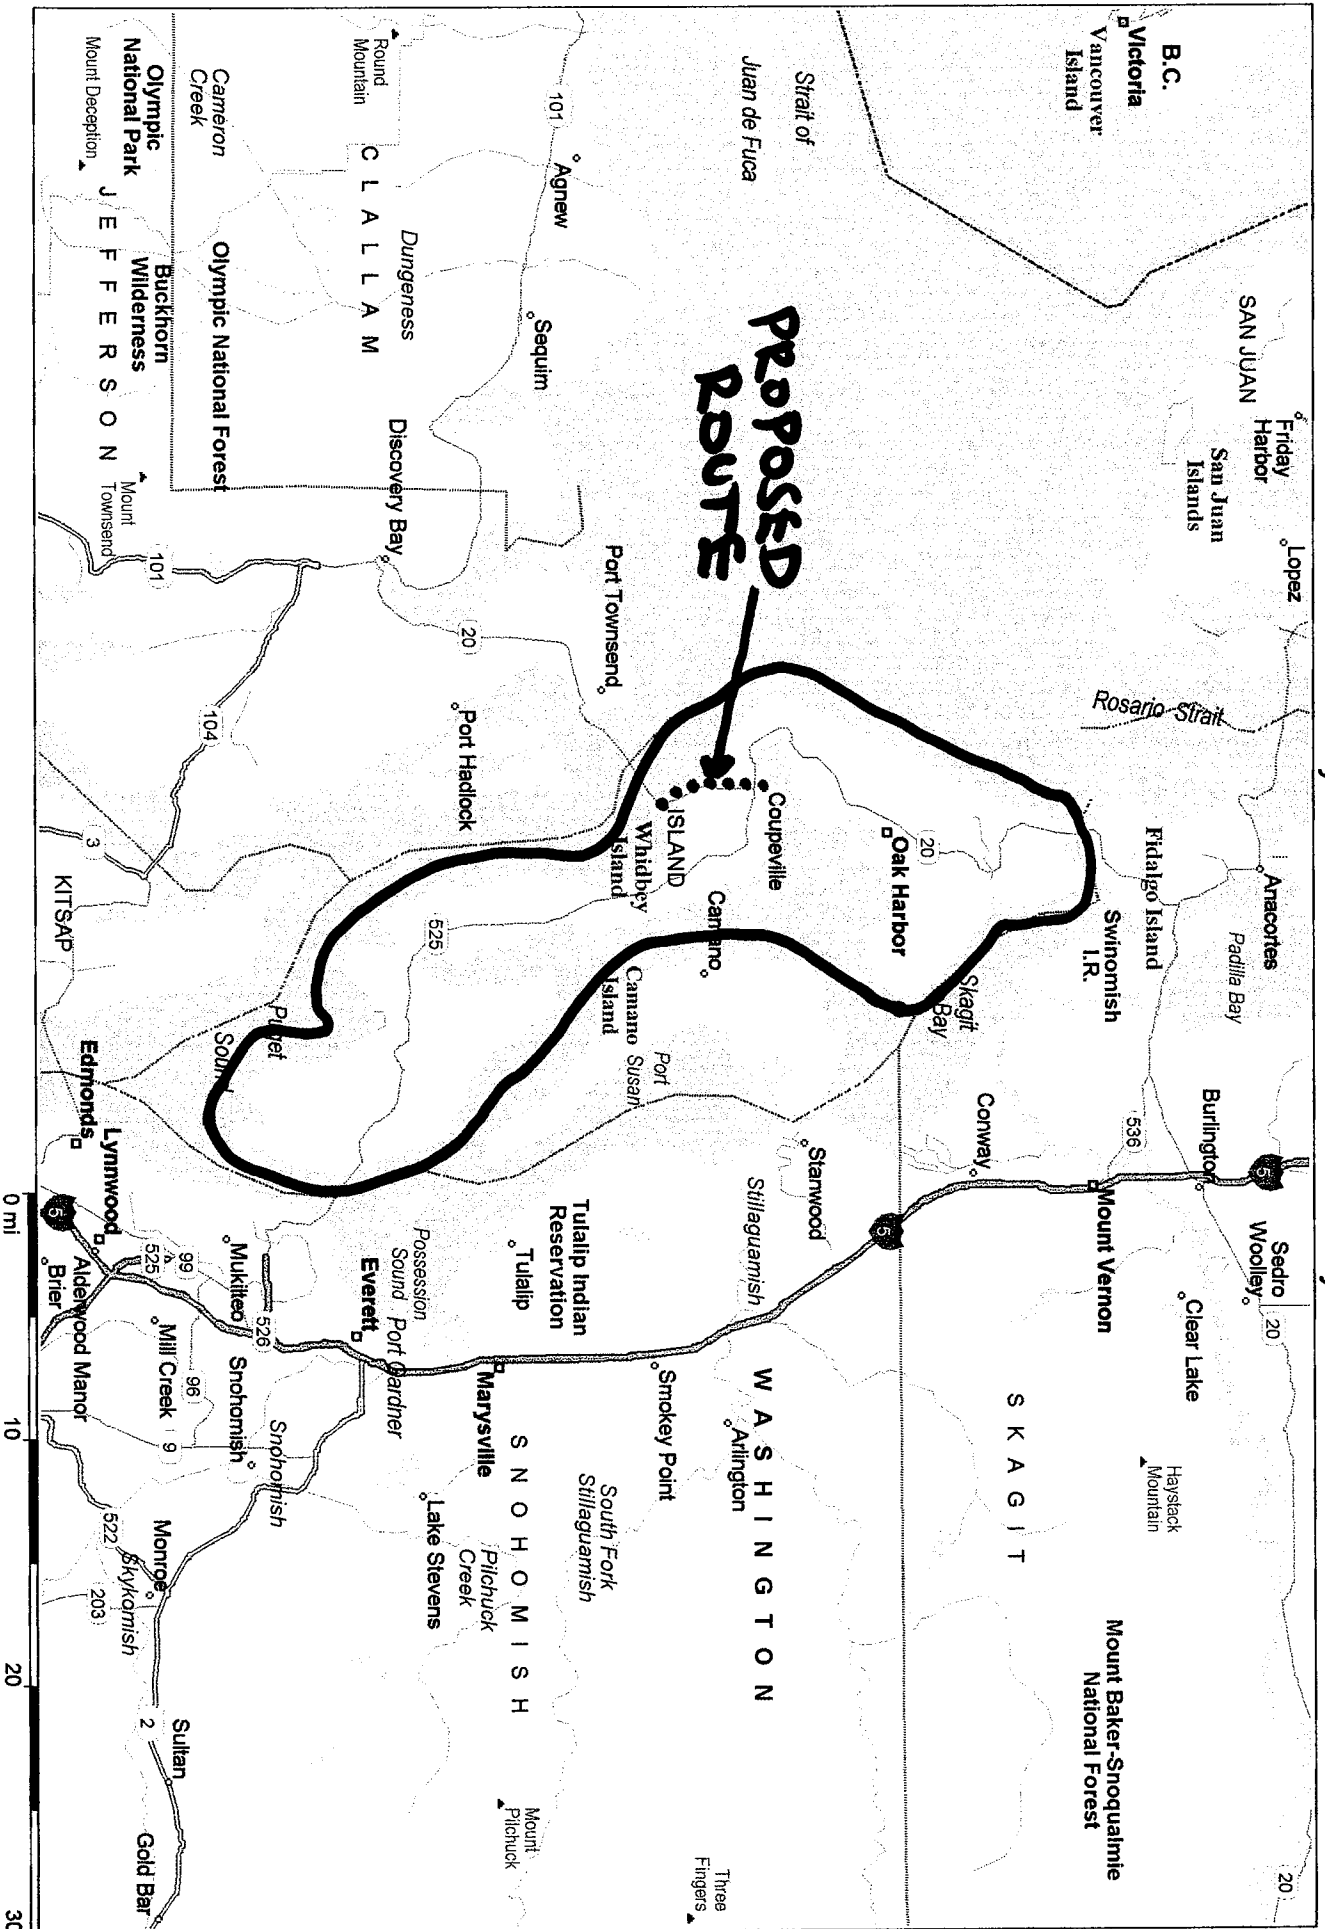 B.C.
Victoria
Vancouver
Island
SAN JUAN
Friday
Harbor
San Juan
Islands
Lopez
Rosario Strait
Anacortes
Padilla Bay
Fidalgo Island
Swinomish
I.R.
Skagit
Bay
Burlington
536
Conway
Mount Vernon
5
Sedro
Woolley
20
Clear Lake
SKAGIT
Haystack
Mountain
Mount Baker-Snoqualmie
National Forest
20
Strait of
Juan de Fuca
PROPOSED
ROUTE
Oak Harbor
20
Coupeville
ISLAND
Whidbey
Island
Camano
Camano
Island
Port
Susan
Stanwood
Stillaguamish
5
WASHINGTON
Arlington
Smokey Point
South Fork
Stillaguamish
Three
Fingers
101
Agnew
Sequim
Port Townsend
Port Hadlock
20
Discovery Bay
Round
Mountain
CLALLAM
Dungeness
525
Tulalip Indian
Reservation
Tulalip
Marysville
SNOHOMISH
Pilchuck
Creek
Lake Stevens
Mount
Pilchuck
Possession
Sound
Port Gardner
Everett
Cameron
Creek
Olympic National Forest
Olympic
National Park
Mount Deception
Buckhorn
Wilderness
JEFFERSON
Mount
Townsend
101
104
3
KITSAP
Puget
Sound
Edmonds
Lynnwood
5
Mukilteo
526
99
525
Alderwood Manor
Brier
Mill Creek
96
9
Snohomish
Snohomish
522
Monroe
Skykomish
203
2
Sultan
Gold Bar
0 mi
10
20
30